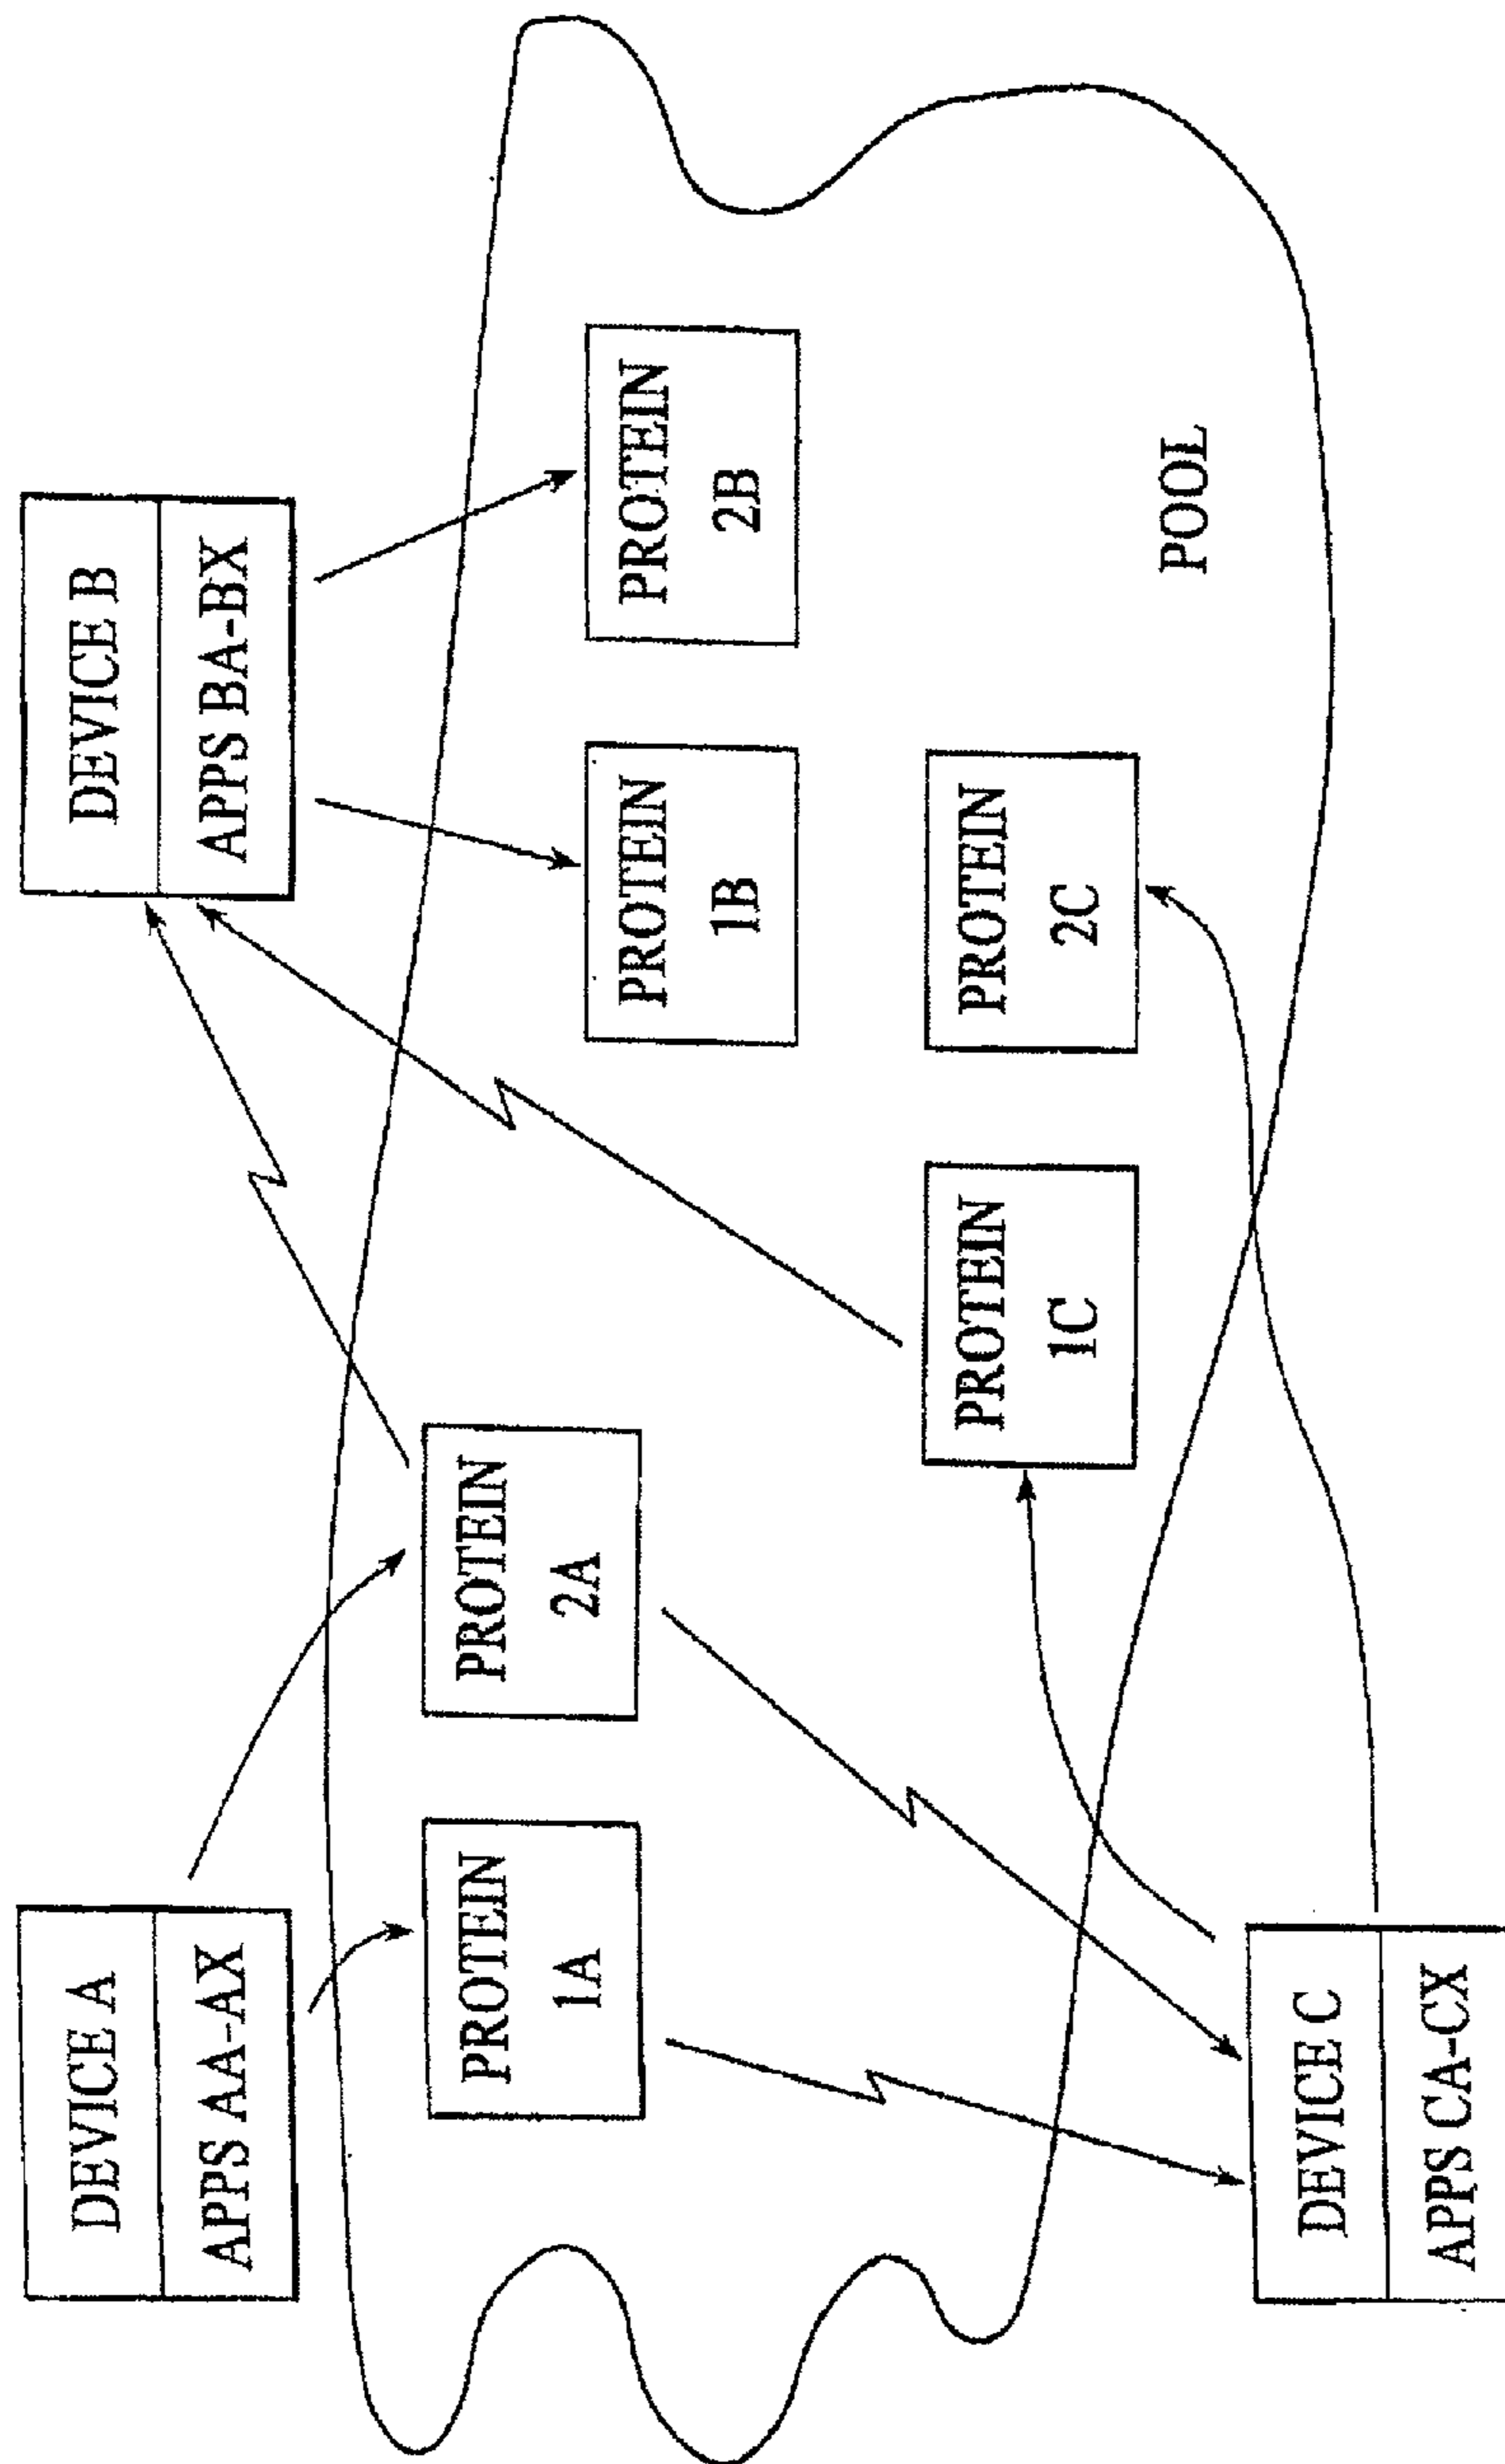 DEVICE A
APPS AA-AX
DEVICE B
APPS BA-BX
PROTEIN
1A
PROTEIN
2A
PROTEIN
1B
PROTEIN
2B
PROTEIN
1C
PROTEIN
2C
POOL
DEVICE C
APPS CA-CX